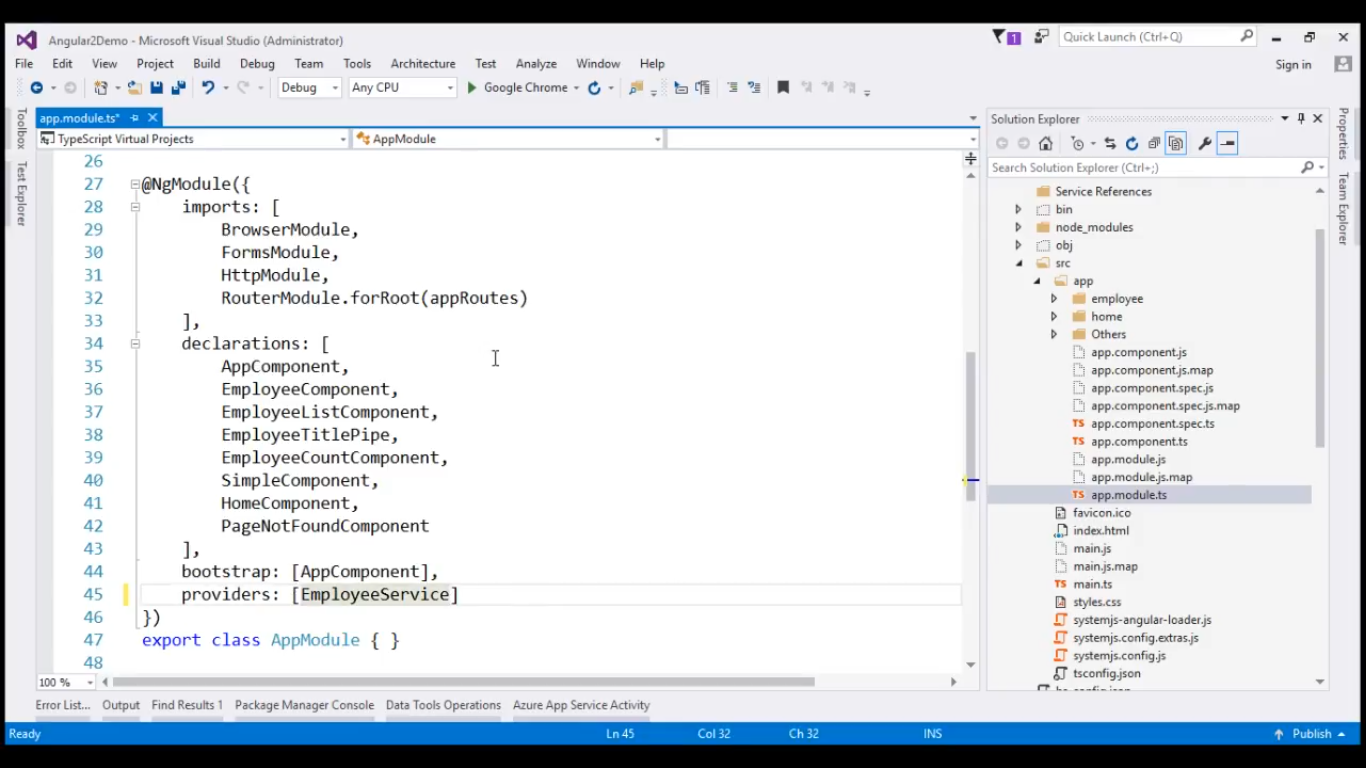 Angular2Demo - Microsoft Visual Studio (Administrator)
1
Quick Launch (Ctrl+Q)
File Edit View Project Build Debug Team Tools Architecture Test Analyze Window Help
Sign in
Debug Any CPU Google Chrome
Toolbox
Test Explorer
app.module.ts*
TypeScript Virtual Projects AppModule
26
27 @NgModule({
28 imports: [
29 BrowserModule,
30 FormsModule,
31 HttpModule,
32 RouterModule.forRoot(appRoutes)
33 ],
34 declarations: [
35 AppComponent,
36 EmployeeComponent,
37 EmployeeListComponent,
38 EmployeeTitlePipe,
39 EmployeeCountComponent,
40 SimpleComponent,
41 HomeComponent,
42 PageNotFoundComponent
43 ],
44 bootstrap: [AppComponent],
45 providers: [EmployeeService]
46 })
47 export class AppModule { }
48
100 %
Solution Explorer
Search Solution Explorer (Ctrl+;)
Service References
bin
node_modules
obj
src
app
employee
home
Others
app.component.js
app.component.js.map
app.component.spec.js
app.component.spec.js.map
TS app.component.spec.ts
TS app.component.ts
app.module.js
app.module.js.map
TS app.module.ts
favicon.ico
index.html
main.js
main.js.map
TS main.ts
styles.css
systemjs-angular-loader.js
systemjs.config.extras.js
systemjs.config.js
tsconfig.json
Properties
Team Explorer
Error List... Output Find Results 1 Package Manager Console Data Tools Operations Azure App Service Activity
Ready Ln 45 Col 32 Ch 32 INS Publish